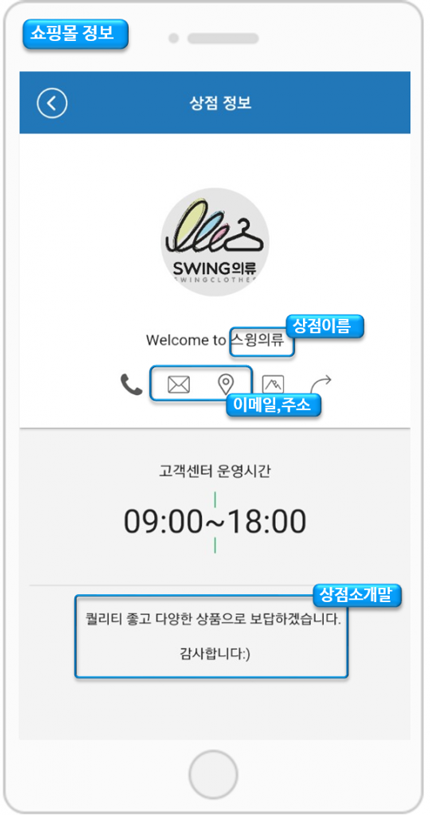 쇼핑몰 정보
상점 정보
SWING의류
SWINGCLOTHES
Welcome to 스윙의류
상점이름
이메일,주소
고객센터 운영시간
09:00~18:00
상점소개말
퀄리티 좋고 다양한 상품으로 보답하겠습니다.
감사합니다:)